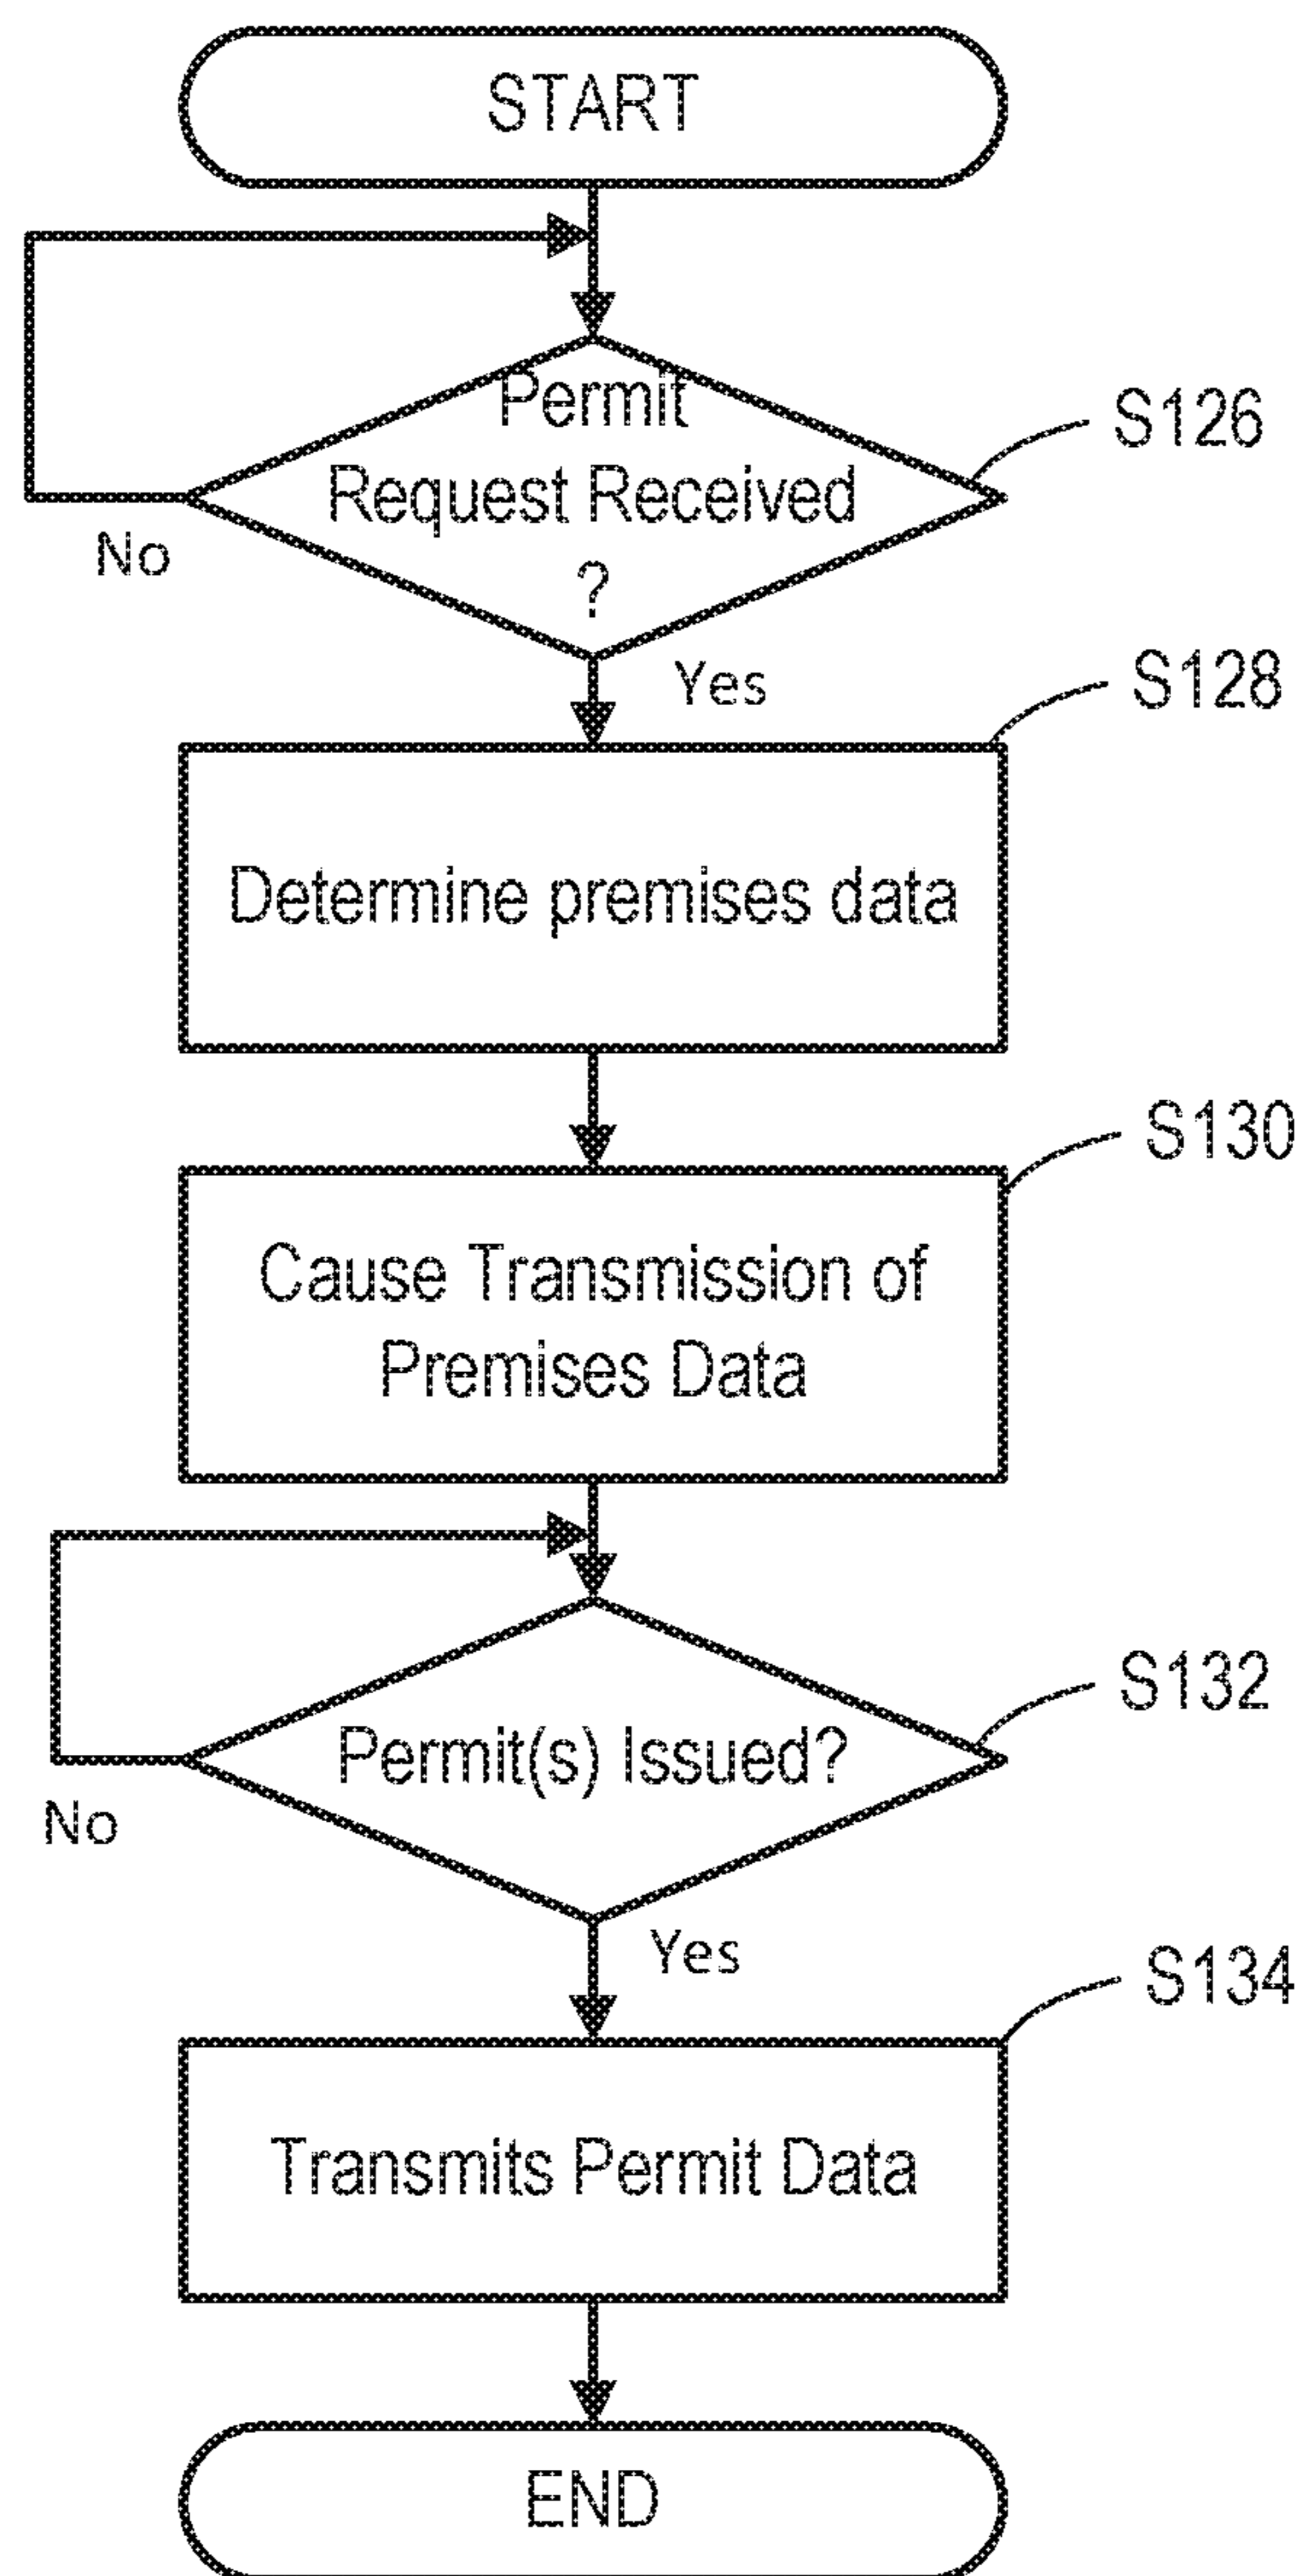 START
Permit
Request Received
?
S126
No
Yes
S128
Determine premises data
S130
Cause Transmission of
Premises Data
S132
Permit(s) Issued?
No
Yes
S134
Transmits Permit Data
END